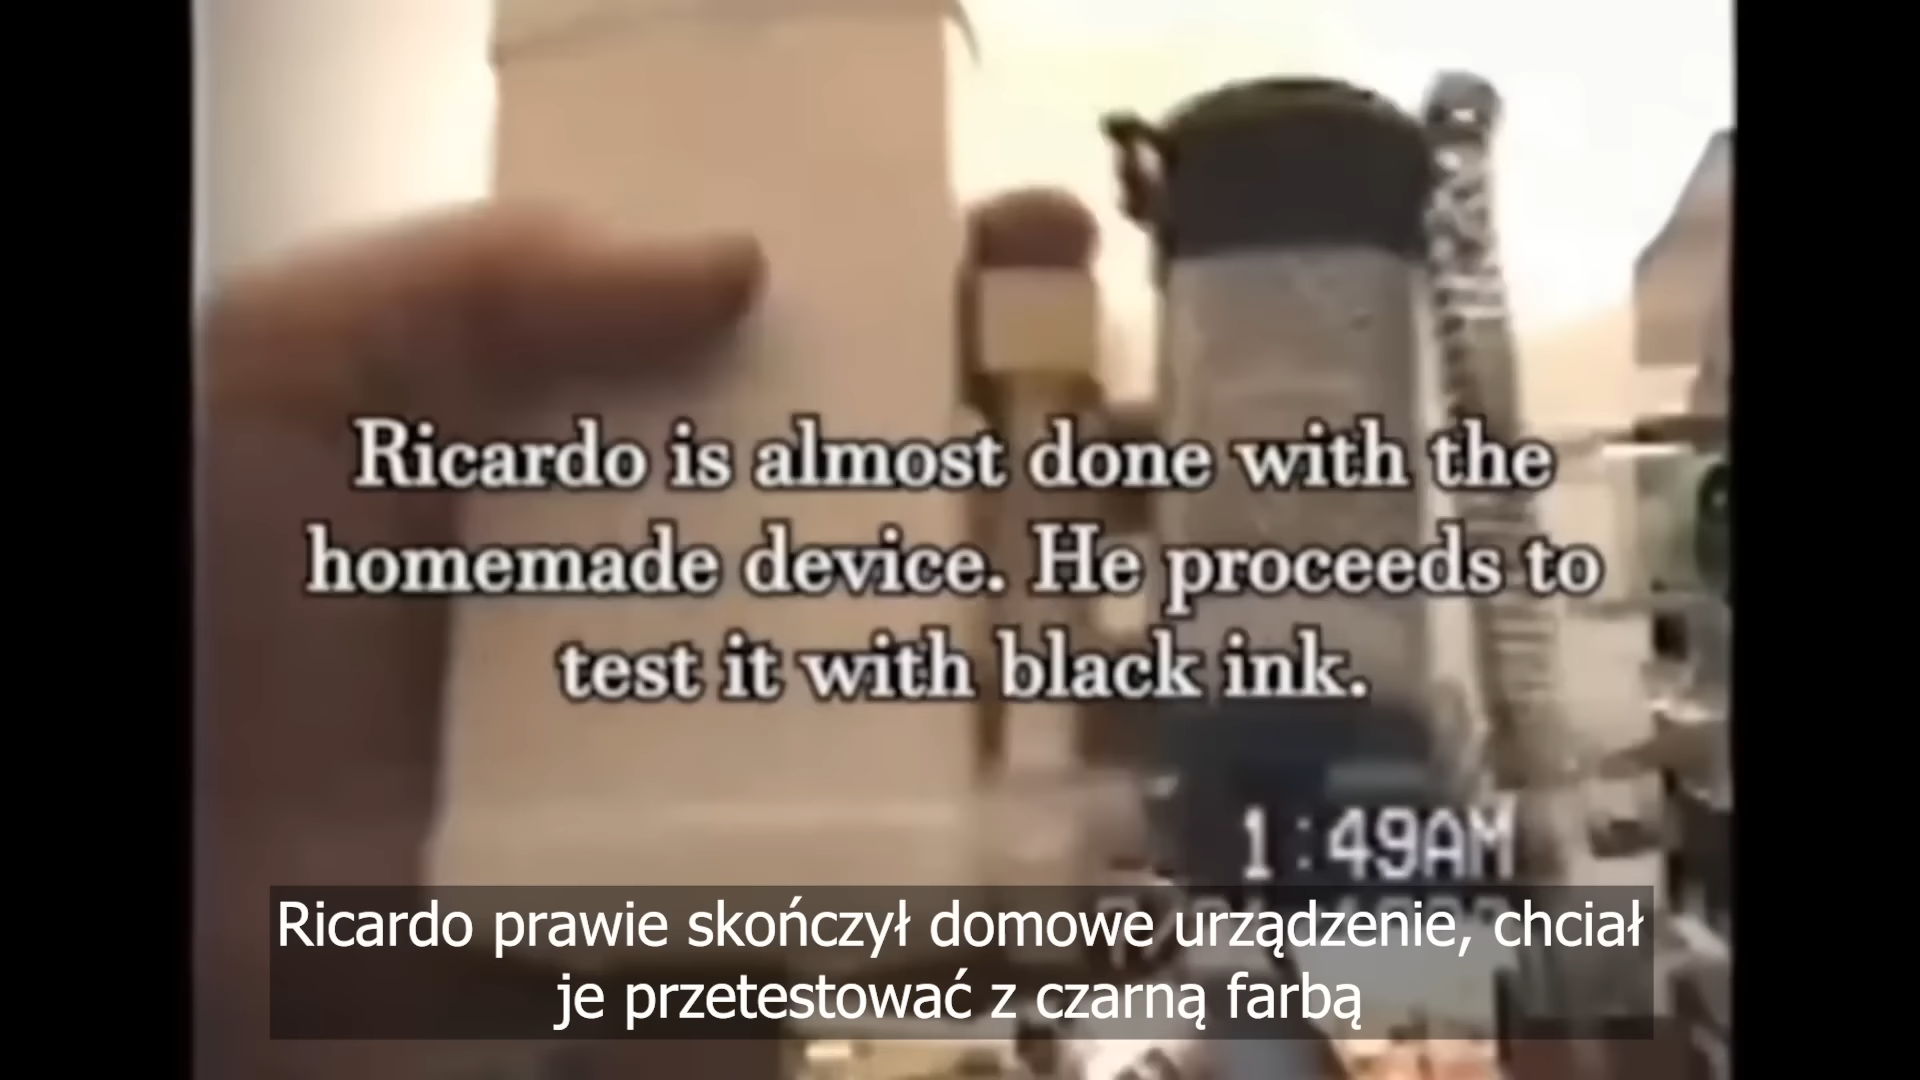 Ricardo is almost done with the
homemade device. He proceeds to
test it with black ink.
1:49AM
Ricardo prawie skończył domowe urządzenie, chciał
je przetestować z czarną farbą